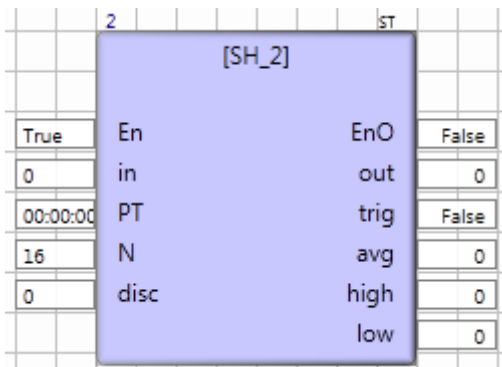 2 ST
[SH_2]
True En EnO False
0 in out 0
00:00:00 PT trig False
16 N avg 0
0 disc high 0
low 0